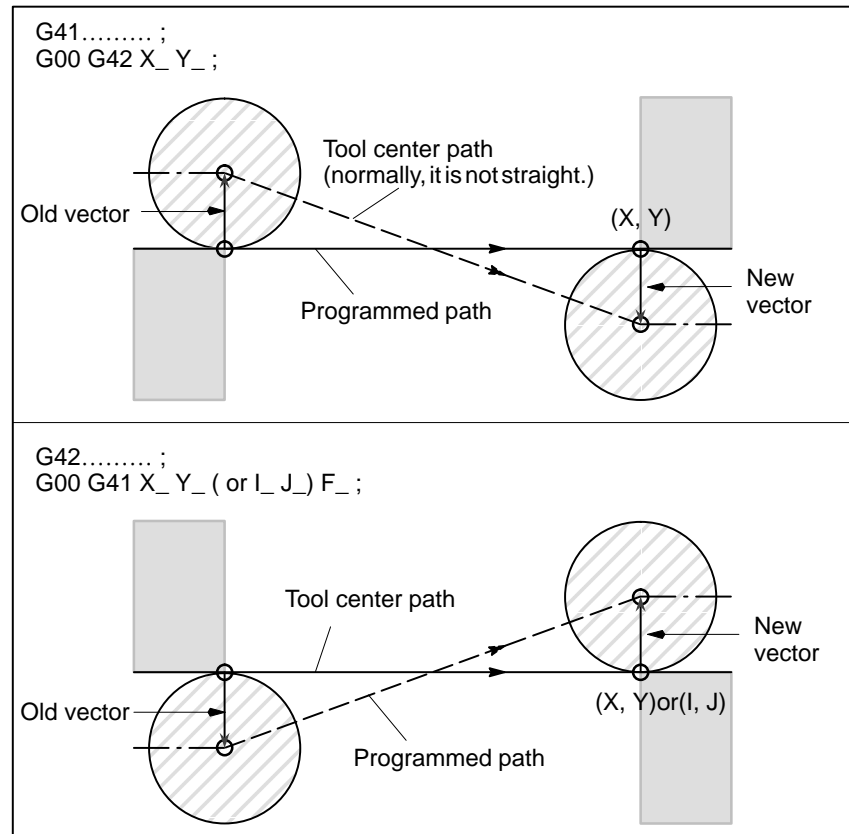 G41......... ;
G00 G42 X_ Y_ ;
Tool center path
(normally, it is not straight.)
Old vector
(X, Y)
New
vector
Programmed path
G42......... ;
G00 G41 X_ Y_ ( or I_ J_) F_ ;
Tool center path
New
vector
(X, Y)or(I, J)
Old vector
Programmed path